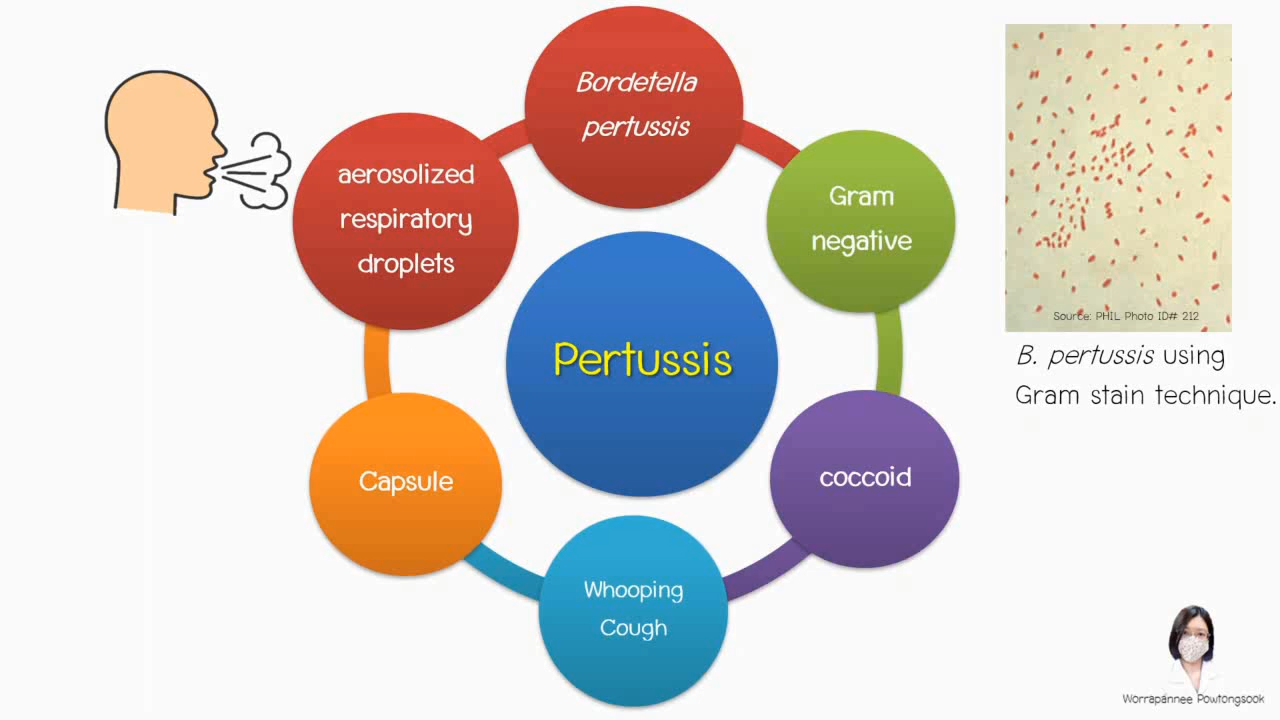 Bordetella
pertussis
aerosolized
respiratory
droplets
Gram
negative
Pertussis
Capsule
coccoid
Whooping
Cough
Source: PHIL Photo ID# 212
B. pertussis using
Gram stain technique.
Worrapannee Powtongsook